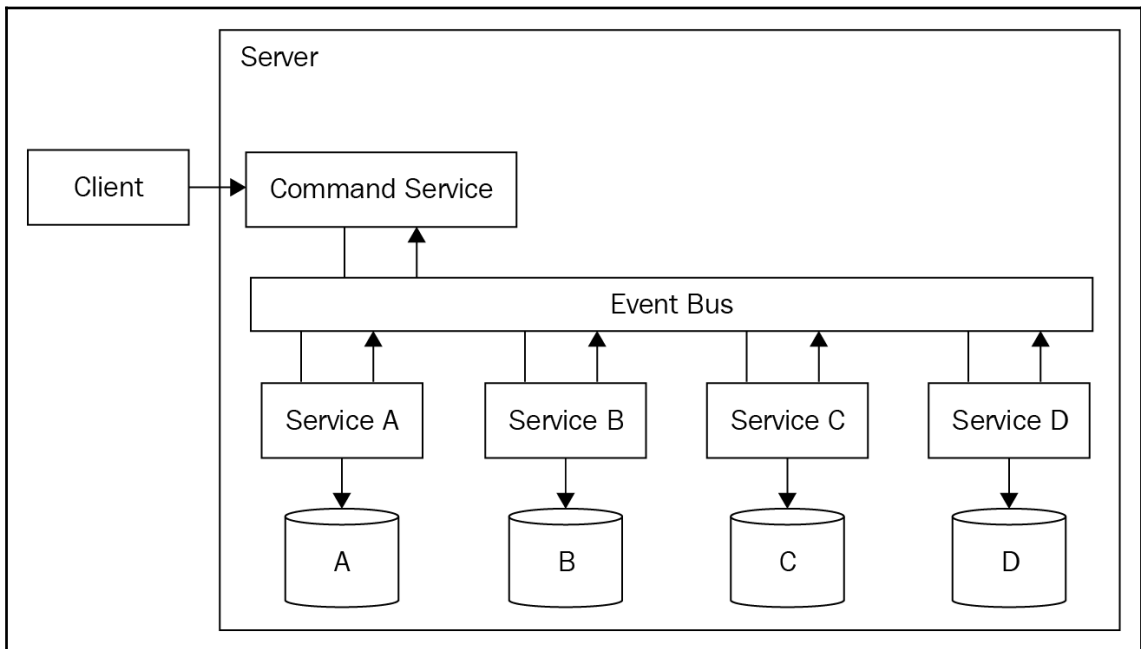 Server
Client
Command Service
Event Bus
Service A
Service B
Service C
Service D
A
B
C
D